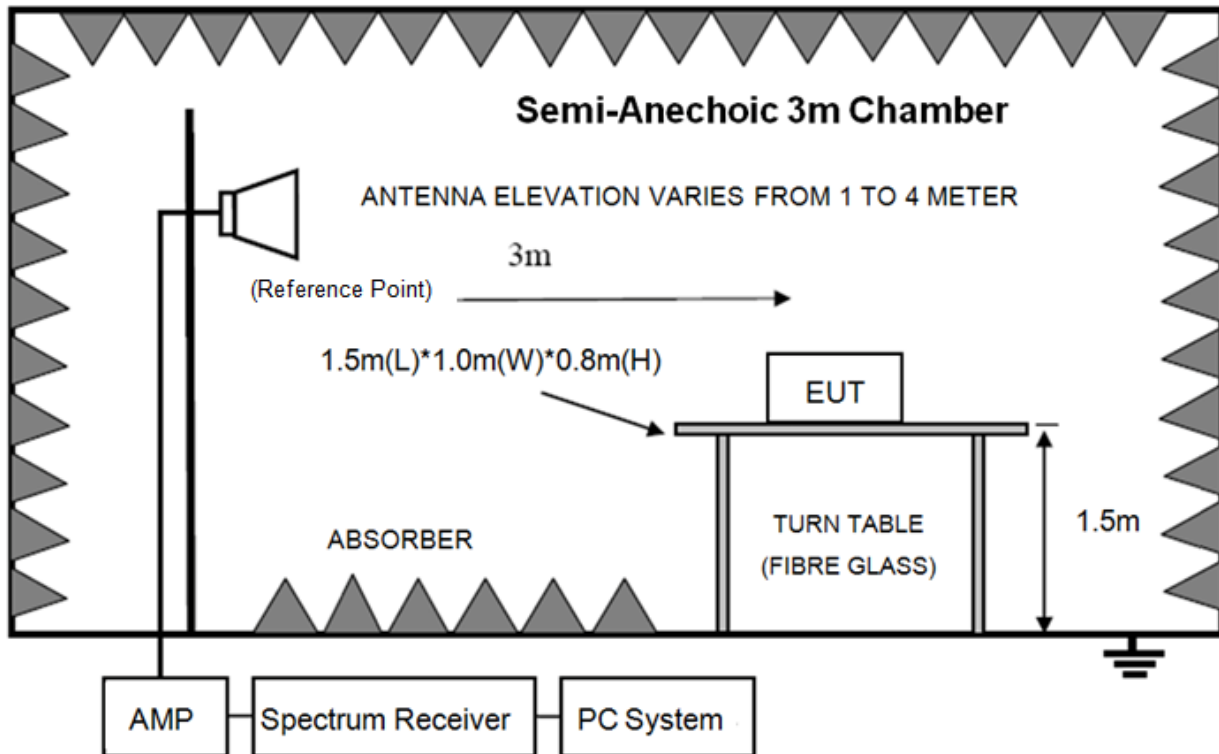 Semi-Anechoic 3m Chamber
ANTENNA ELEVATION VARIES FROM 1 TO 4 METER
3m
(Reference Point)
1.5m(L)*1.0m(W)*0.8m(H)
EUT
1.5m
TURN TABLE
(FIBRE GLASS)
ABSORBER
AMP
Spectrum Receiver
PC System